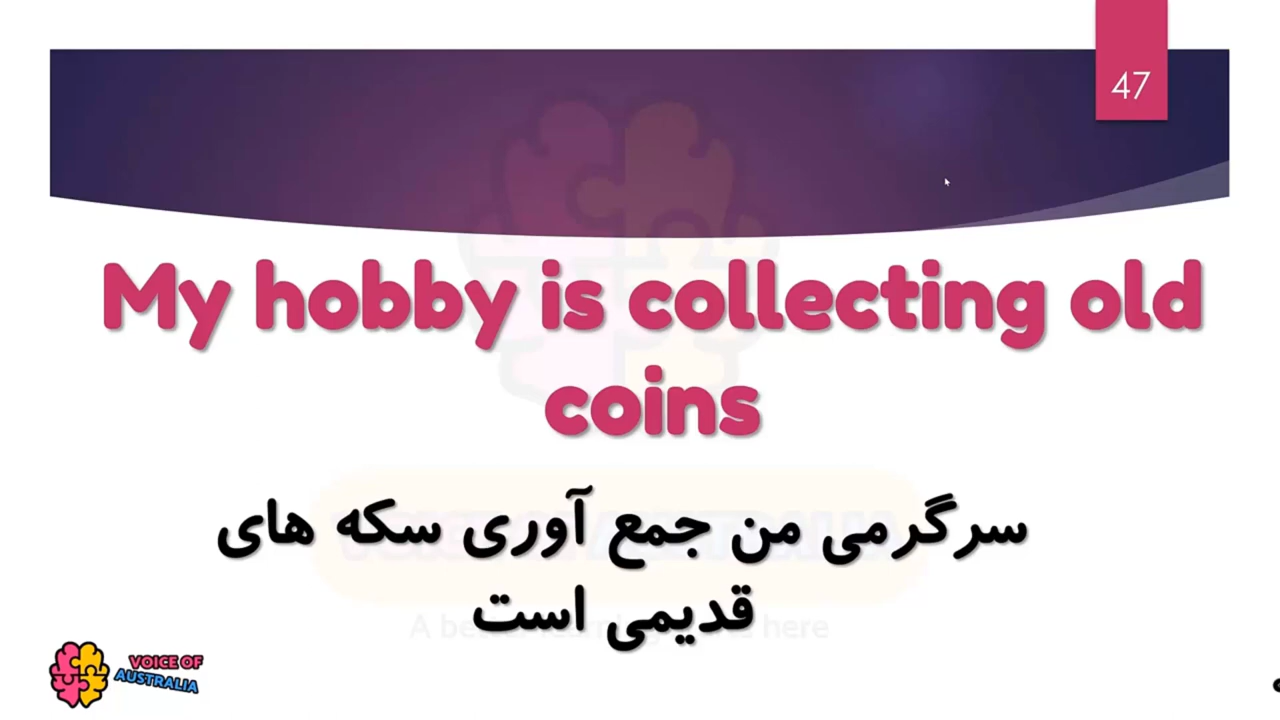 47
My hobby is collecting old
coins
سرگرمی من جمع آوری سکه های
قدیمی است
VOICE OF
AUSTRALIA